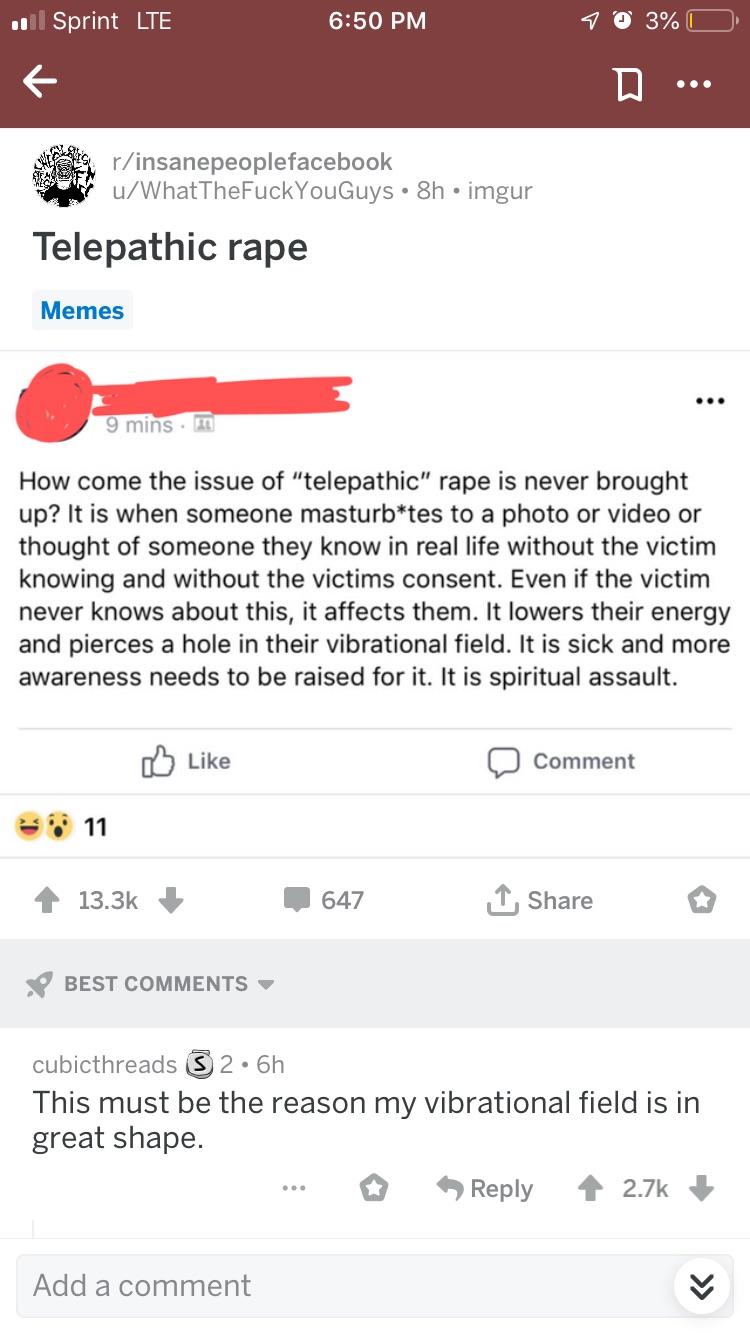 Sprint LTE 6:50 PM 3%
r/insanepeoplefacebook
u/WhatTheFuckYouGuys • 8h • imgur
Telepathic rape
Memes
9 mins ·
How come the issue of “telepathic” rape is never brought
up? It is when someone masturb*tes to a photo or video or
thought of someone they know in real life without the victim
knowing and without the victims consent. Even if the victim
never knows about this, it affects them. It lowers their energy
and pierces a hole in their vibrational field. It is sick and more
awareness needs to be raised for it. It is spiritual assault.
Like Comment
11
13.3k 647 Share
BEST COMMENTS
cubicthreads S 2 • 6h
This must be the reason my vibrational field is in
great shape.
Reply 2.7k
Add a comment